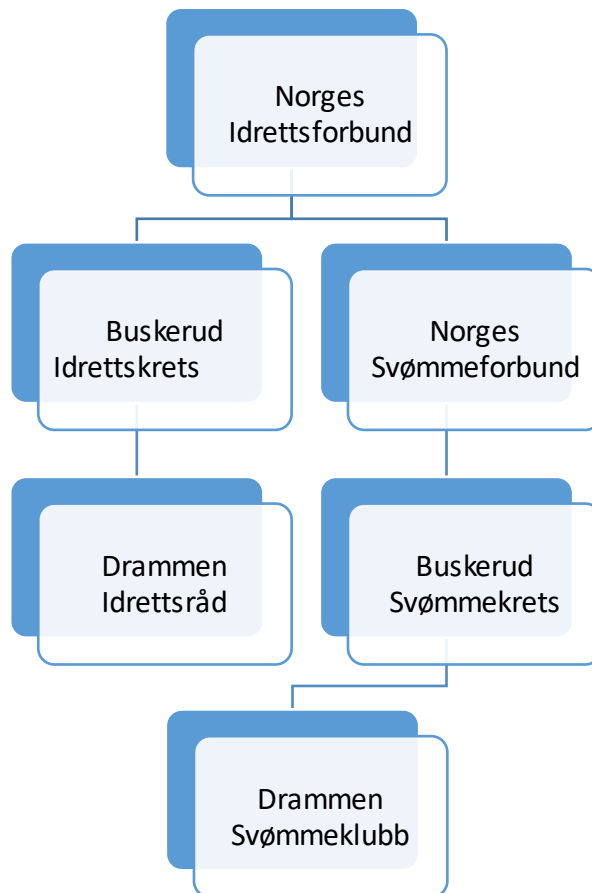 Norges
Idrettsforbund
Buskerud
Idrettskrets
Norges
Svømmeforbund
Drammen
Idrettsråd
Buskerud
Svømmekrets
Drammen
Svømmeklubb